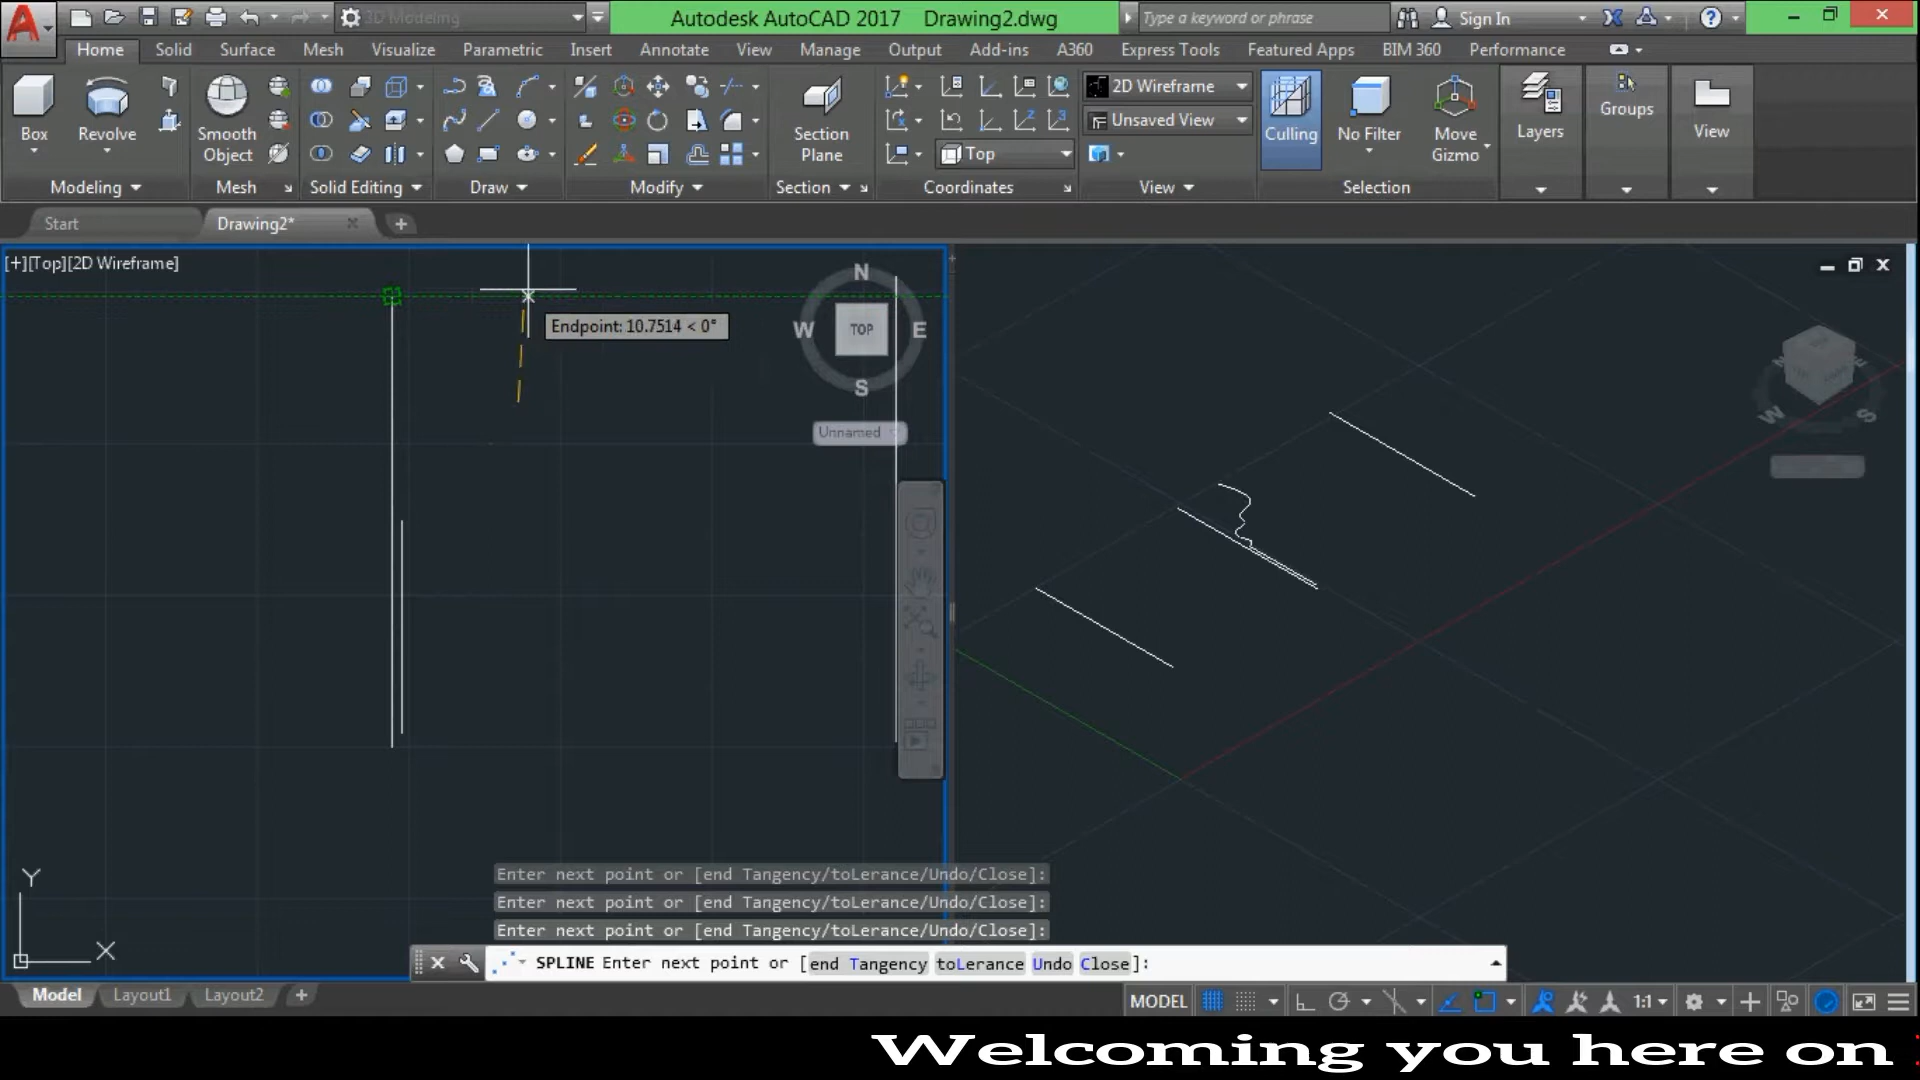 3D Modeling
Autodesk AutoCAD 2017 Drawing2.dwg
Type a keyword or phrase
Sign In
Home Solid Surface Mesh Visualize Parametric Insert Annotate View Manage Output Add-ins A360 Express Tools Featured Apps BIM 360 Performance
Box
Revolve
Smooth
Object
Section
Plane
2D Wireframe
Unsaved View
Top
Culling
No Filter
Move
Gizmo
Layers
Groups
View
Modeling Mesh Solid Editing Draw Modify Section Coordinates View Selection
Start Drawing2*
[+][Top][2D Wireframe]
Endpoint: 10.7514 < 0°
N
W TOP E
S
Unnamed
W S
Y
X
Enter next point or [end Tangency/toLerance/Undo/Close]:
Enter next point or [end Tangency/toLerance/Undo/Close]:
Enter next point or [end Tangency/toLerance/Undo/Close]:
SPLINE Enter next point or [end Tangency toLerance Undo Close]:
Model Layout1 Layout2
MODEL 1:1
Welcoming you here on